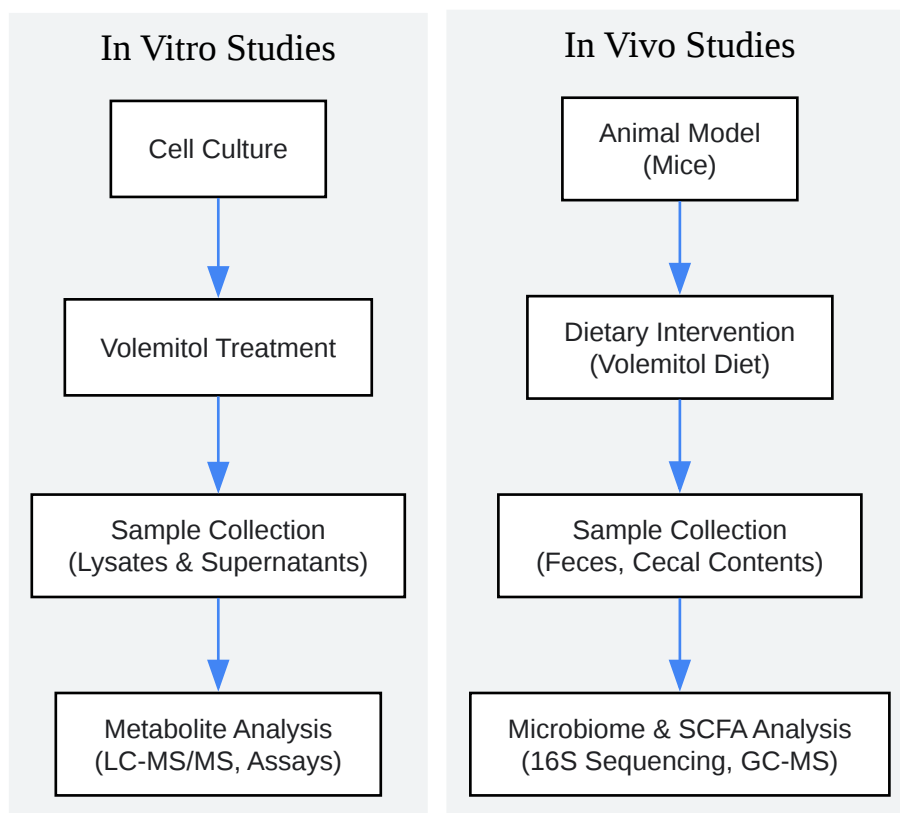 In Vitro Studies
Cell Culture
Volemitol Treatment
Sample Collection
(Lysates & Supernatants)
Metabolite Analysis
(LC-MS/MS, Assays)
In Vivo Studies
Animal Model
(Mice)
Dietary Intervention
(Volemitol Diet)
Sample Collection
(Feces, Cecal Contents)
Microbiome & SCFA Analysis
(16S Sequencing, GC-MS)